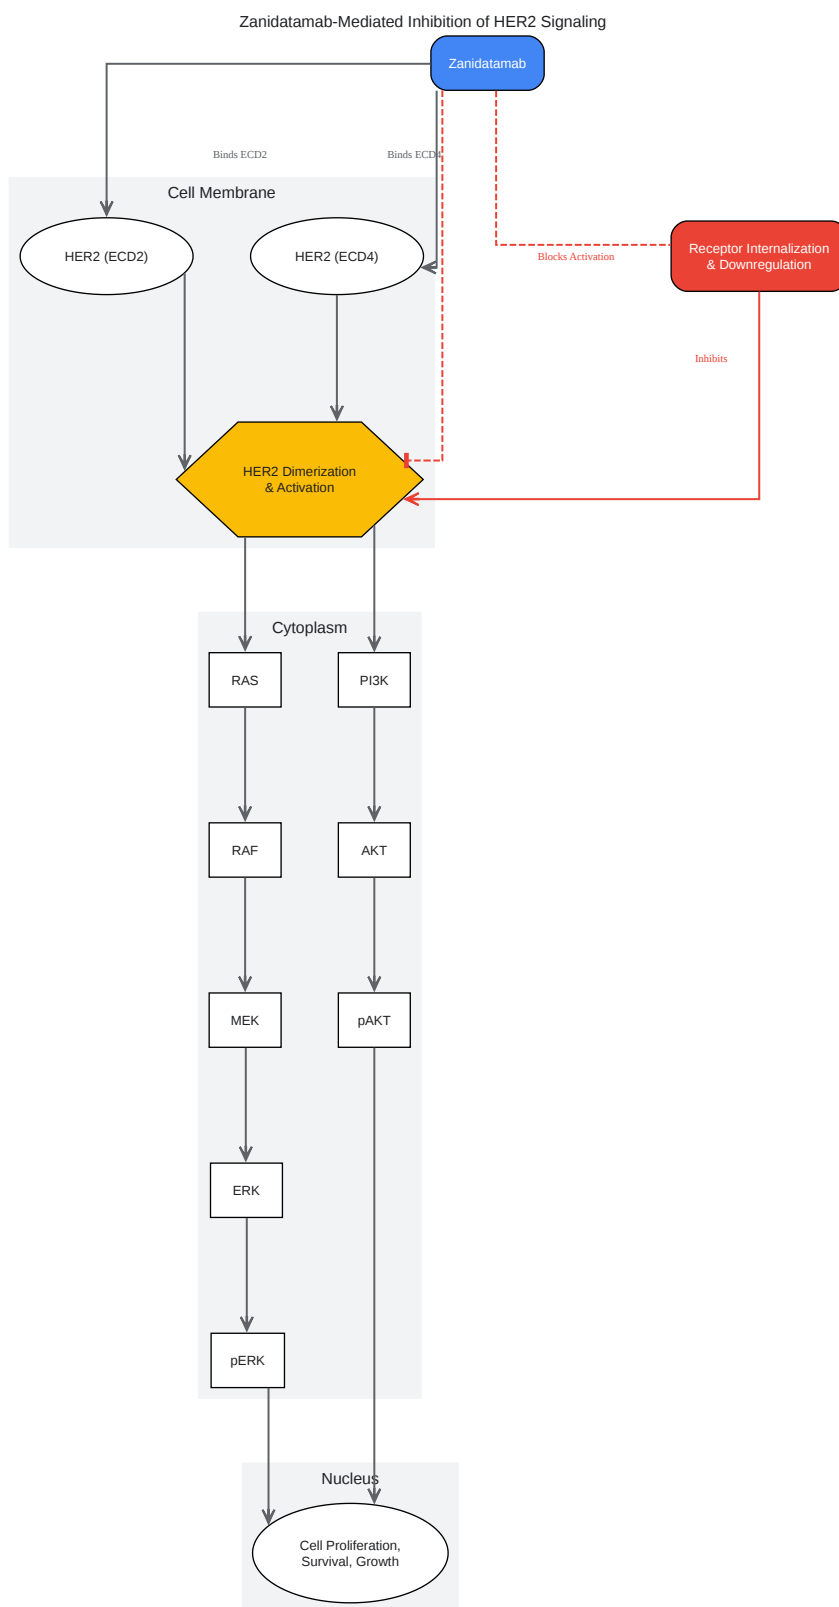 Zanidatamab-Mediated Inhibition of HER2 Signaling
Zanidatamab
Binds ECD2
Binds ECD4
Cell Membrane
HER2 (ECD2)
HER2 (ECD4)
Receptor Internalization
& Downregulation
Blocks Activation
Inhibits
HER2 Dimerization
& Activation
Cytoplasm
RAS
PI3K
RAF
AKT
MEK
pAKT
ERK
pERK
Nucleus
Cell Proliferation,
Survival, Growth